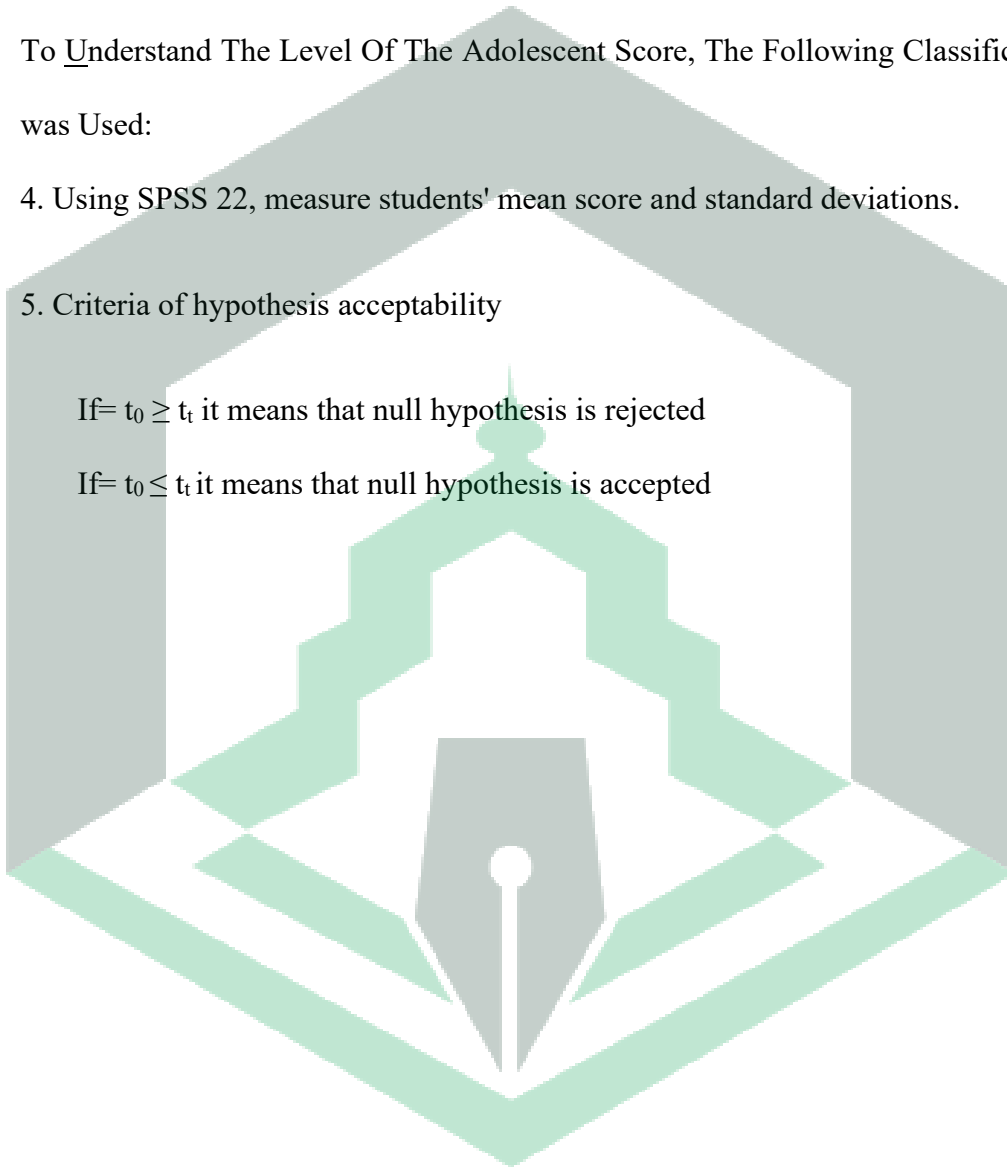 To Understand The Level Of The Adolescent Score, The Following
was Used:
4. Using SPSS 22, measure students' mean score and standard deviations.
5. Criteria of hypothesis acceptability
If= t₀ ≥ tₜ it means that null hypothesis is rejected
If= t₀ ≤ tₜ it means that null hypothesis is accepted